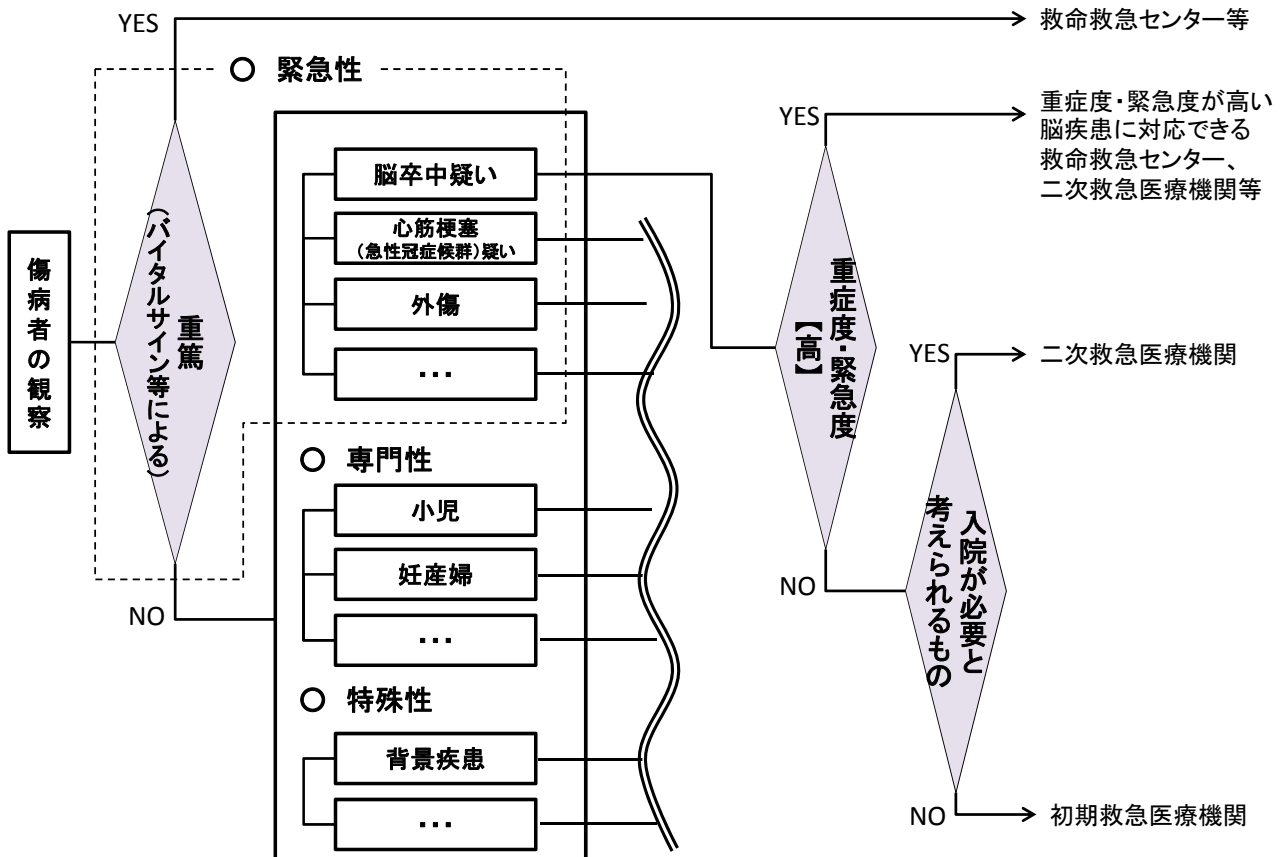 YES
救命救急センター等
○ 緊急性
傷病者の観察
重篤
（バイタルサイン等による）
脳卒中疑い
心筋梗塞
（急性冠症候群）疑い
外傷
…
○ 専門性
小児
妊産婦
…
○ 特殊性
背景疾患
…
NO
重症度・緊急度
【高】
YES
重症度・緊急度が高い
脳疾患に対応できる
救命救急センター、
二次救急医療機関等
NO
入院が必要と
考えられるもの
YES
二次救急医療機関
NO
初期救急医療機関